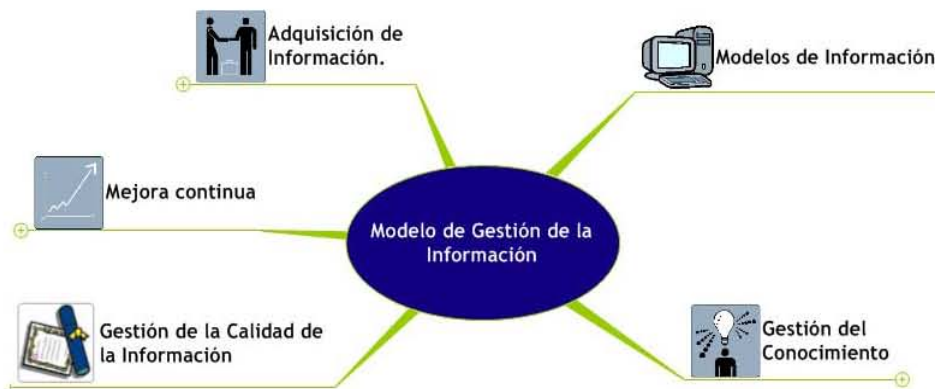 Adquisición de
Información.
Modelos de Información
Mejora continua
Modelo de Gestión de la
Información
Gestión de la Calidad de
la Información
Gestión del
Conocimiento